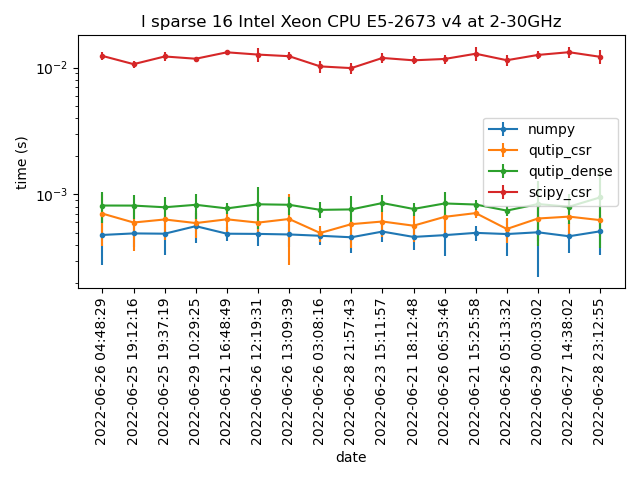 I sparse 16 Intel Xeon CPU E5-2673 v4 at 2-30GHz
time (s)
10⁻²
10⁻³
numpy
qutip_csr
qutip_dense
scipy_csr
2022-06-26 04:48:29
2022-06-25 19:12:16
2022-06-25 19:37:19
2022-06-29 10:29:25
2022-06-21 16:48:49
2022-06-26 12:19:31
2022-06-26 13:09:39
2022-06-26 03:08:16
2022-06-28 21:57:43
2022-06-23 15:11:57
2022-06-21 18:12:48
2022-06-26 06:53:46
2022-06-21 15:25:58
2022-06-26 05:13:32
2022-06-29 00:03:02
2022-06-27 14:38:02
2022-06-28 23:12:55
date